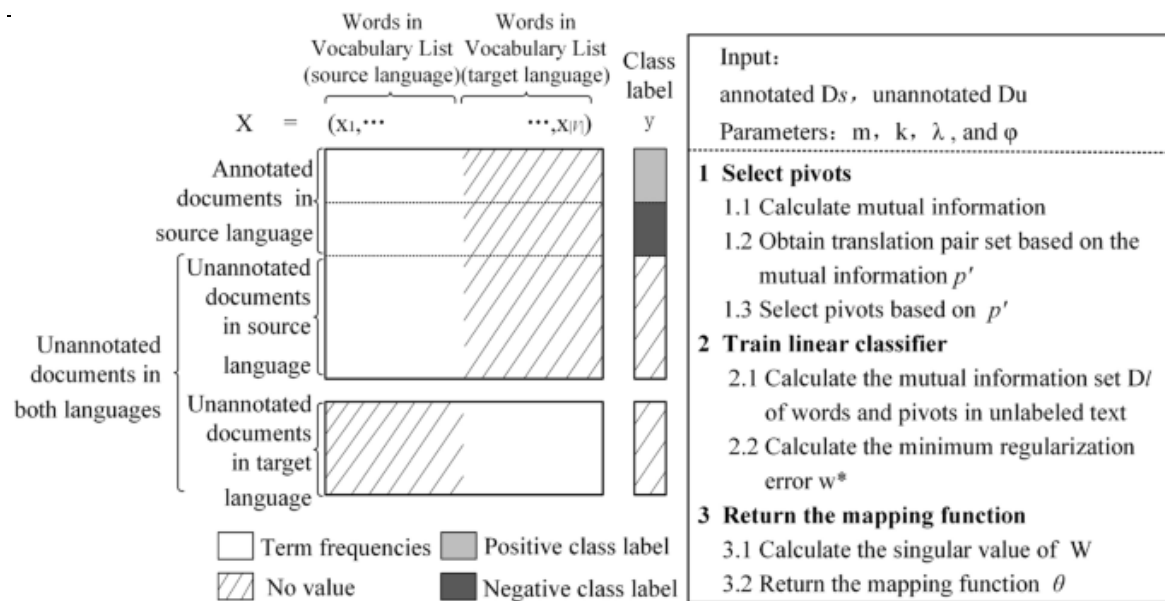 Words in
Vocabulary List
(source language)
Words in
Vocabulary List
(target language)
Class
label
X = (x1,··· ···,x|V|) y
Annotated
documents in
source language
Unannotated
documents
in source
language
Unannotated
documents in
both languages
Unannotated
documents
in target
language
Term frequencies
Positive class label
No value
Negative class label
Input:
annotated Ds, unannotated Du
Parameters: m, k, λ, and φ
1 Select pivots
1.1 Calculate mutual information
1.2 Obtain translation pair set based on the
mutual information p′
1.3 Select pivots based on p′
2 Train linear classifier
2.1 Calculate the mutual information set Dl
of words and pivots in unlabeled text
2.2 Calculate the minimum regularization
error w*
3 Return the mapping function
3.1 Calculate the singular value of W
3.2 Return the mapping function θ